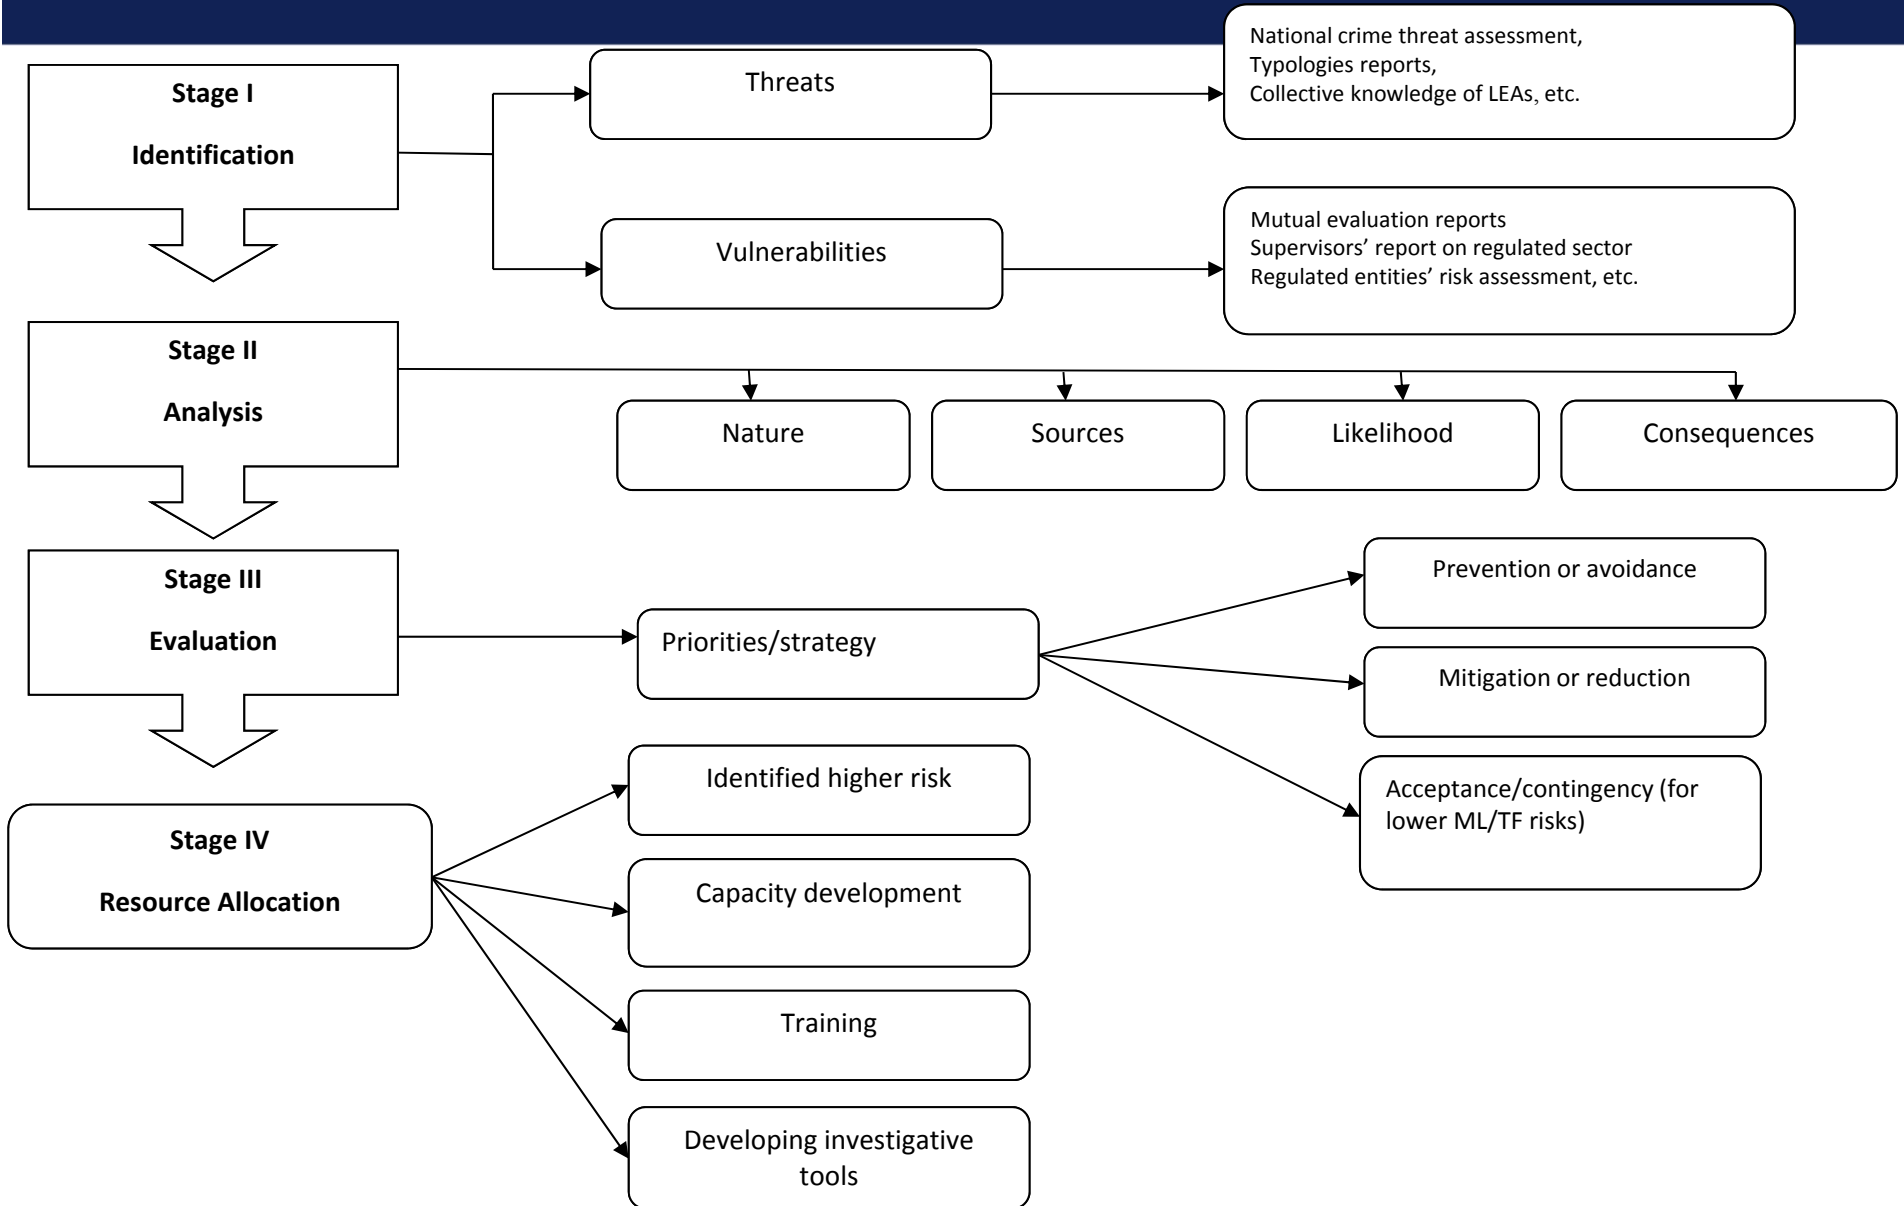 Stage I
Identification
Threats
National crime threat assessment,
Typologies reports,
Collective knowledge of LEAs, etc.
Vulnerabilities
Mutual evaluation reports
Supervisors’ report on regulated sector
Regulated entities’ risk assessment, etc.
Stage II
Analysis
Nature
Sources
Likelihood
Consequences
Stage III
Evaluation
Priorities/strategy
Prevention or avoidance
Mitigation or reduction
Acceptance/contingency (for
lower ML/TF risks)
Stage IV
Resource Allocation
Identified higher risk
Capacity development
Training
Developing investigative
tools